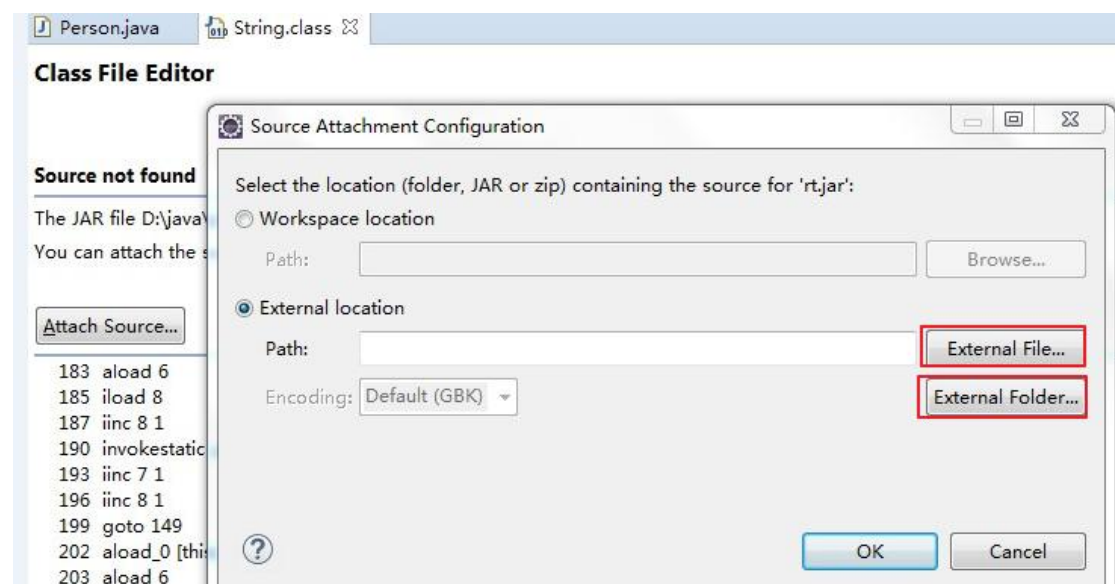 Person.java
String.class
Class File Editor
Source Attachment Configuration
Source not found
Select the location (folder, JAR or zip) containing the source for 'rt.jar':
The JAR file D:\java\
Workspace location
You can attach the s
Path:
Browse...
External location
Attach Source...
Path:
External File...
Encoding:
Default (GBK)
External Folder...
183 aload 6
185 iload 8
187 iinc 8 1
190 invokestatic
193 iinc 7 1
196 iinc 8 1
199 goto 149
202 aload_0 [this
203 aload 6
?
OK
Cancel